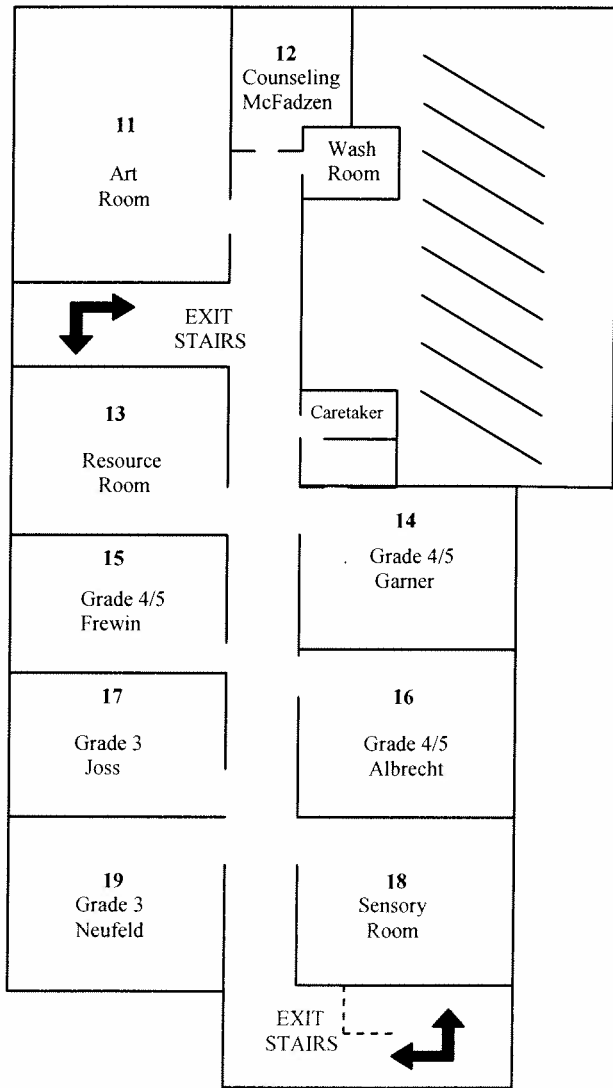 12
Counseling
McFadzen
11
Art
Room
Wash
Room
EXIT
STAIRS
13
Resource
Room
Caretaker
14
Grade 4/5
Garner
15
Grade 4/5
Frewin
17
Grade 3
Joss
16
Grade 4/5
Albrecht
19
Grade 3
Neufeld
18
Sensory
Room
EXIT
STAIRS